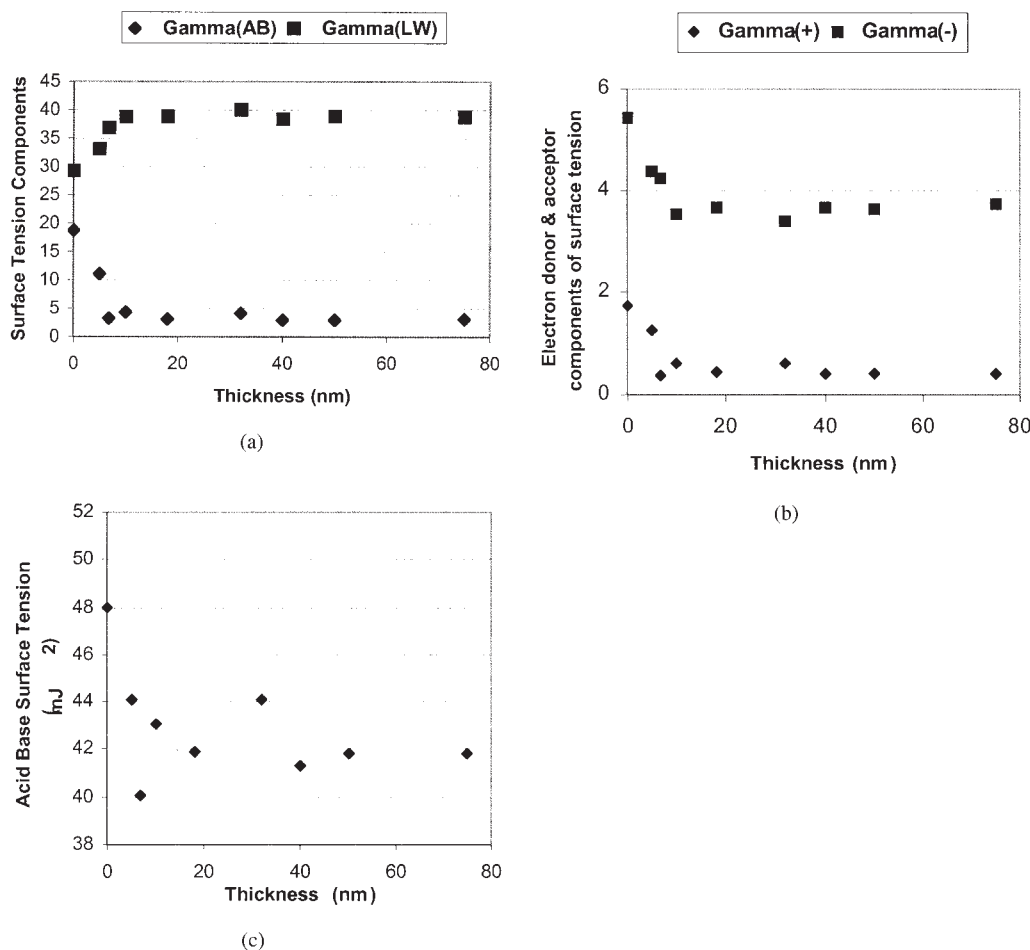 Gamma(AB) Gamma(LW)
Surface Tension Components
45
40
35
30
25
20
15
10
5
0
0 20 40 60 80
Thickness (nm)
(a)
Gamma(+) Gamma(-)
Electron donor & acceptor
components of surface tension
6
4
2
0
0 20 40 60 80
Thickness (nm)
(b)
Acid Base Surface Tension
(mJ 2)
52
50
48
46
44
42
40
38
0 20 40 60 80
Thickness (nm)
(c)